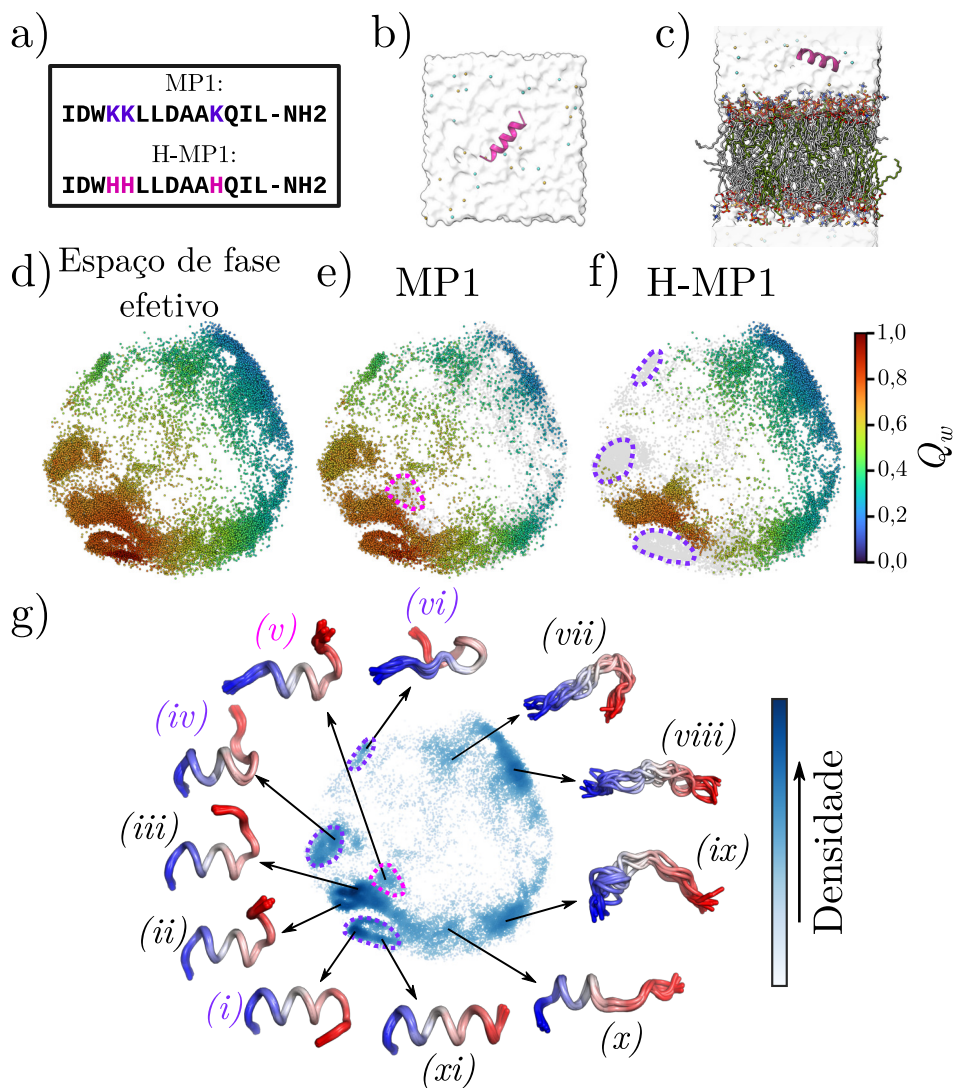 a)
MP1:
IDWKKLLDAAKQIL-NH2
H-MP1:
IDWHHLLDAAHQIL-NH2
b)
c)
d)
Espaço de fase
efetivo
e)
MP1
f)
H-MP1
1,0
0,8
0,6
0,4
0,2
0,0
Q_w
g)
(v)
(vi)
(vii)
(iv)
(viii)
(iii)
(ix)
(ii)
(i)
(xi)
(x)
Densidade